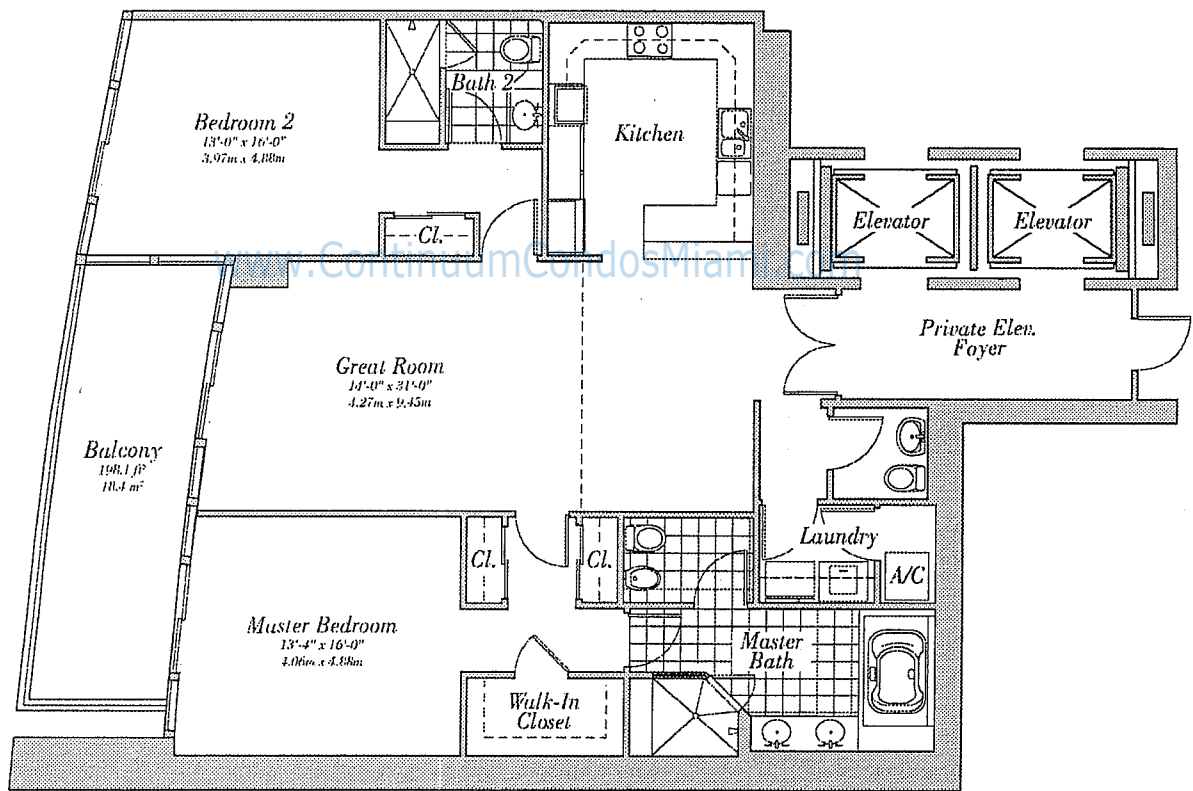 Bedroom 2
13'-0" x 16'-0"
3.97m x 4.88m
Bath 2
Kitchen
Cl.
Elevator
Elevator
www.ContinuumCondosMiami.com
Private Elev.
Foyer
Great Room
14'-0" x 31'-0"
4.27m x 9.45m
Balcony
198.1 ft²
18.4 m²
Cl.
Cl.
Laundry
A/C
Master Bedroom
13'-4" x 16'-0"
4.06m x 4.88m
Master
Bath
Walk-In
Closet